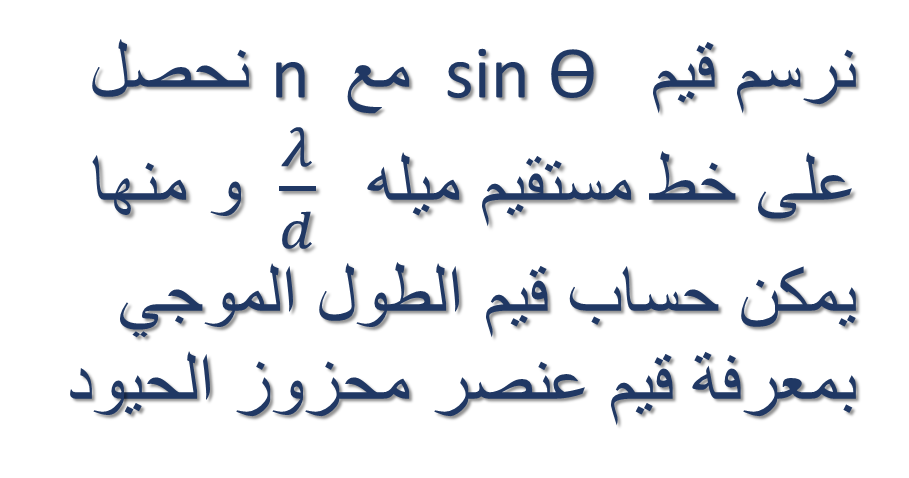 نرسم قيم sin Ѳ مع n نحصل
على خط مستقيم ميله λ/d و منها
يمكن حساب قيم الطول الموجي
بمعرفة قيم عنصر محزوز الحيود